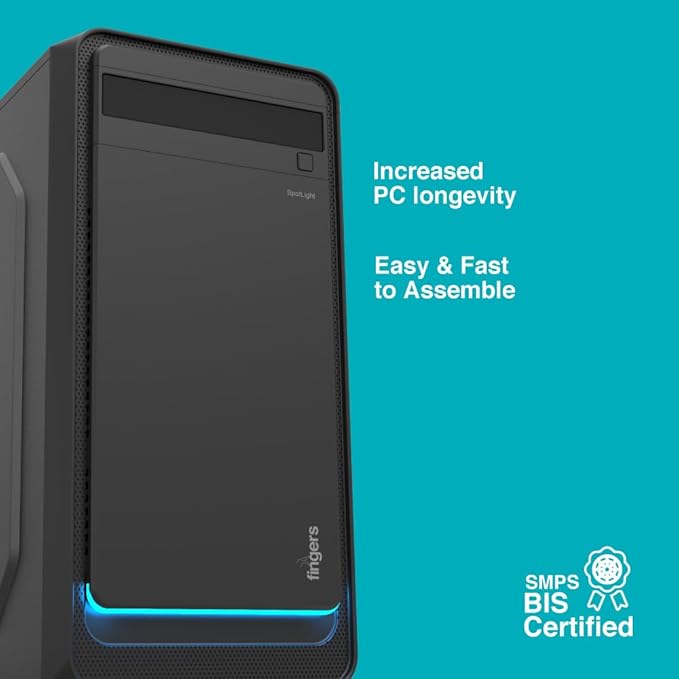 SpotLight
Increased
PC longevity
Easy & Fast
to Assemble
fingers
SMPS
BIS
Certified